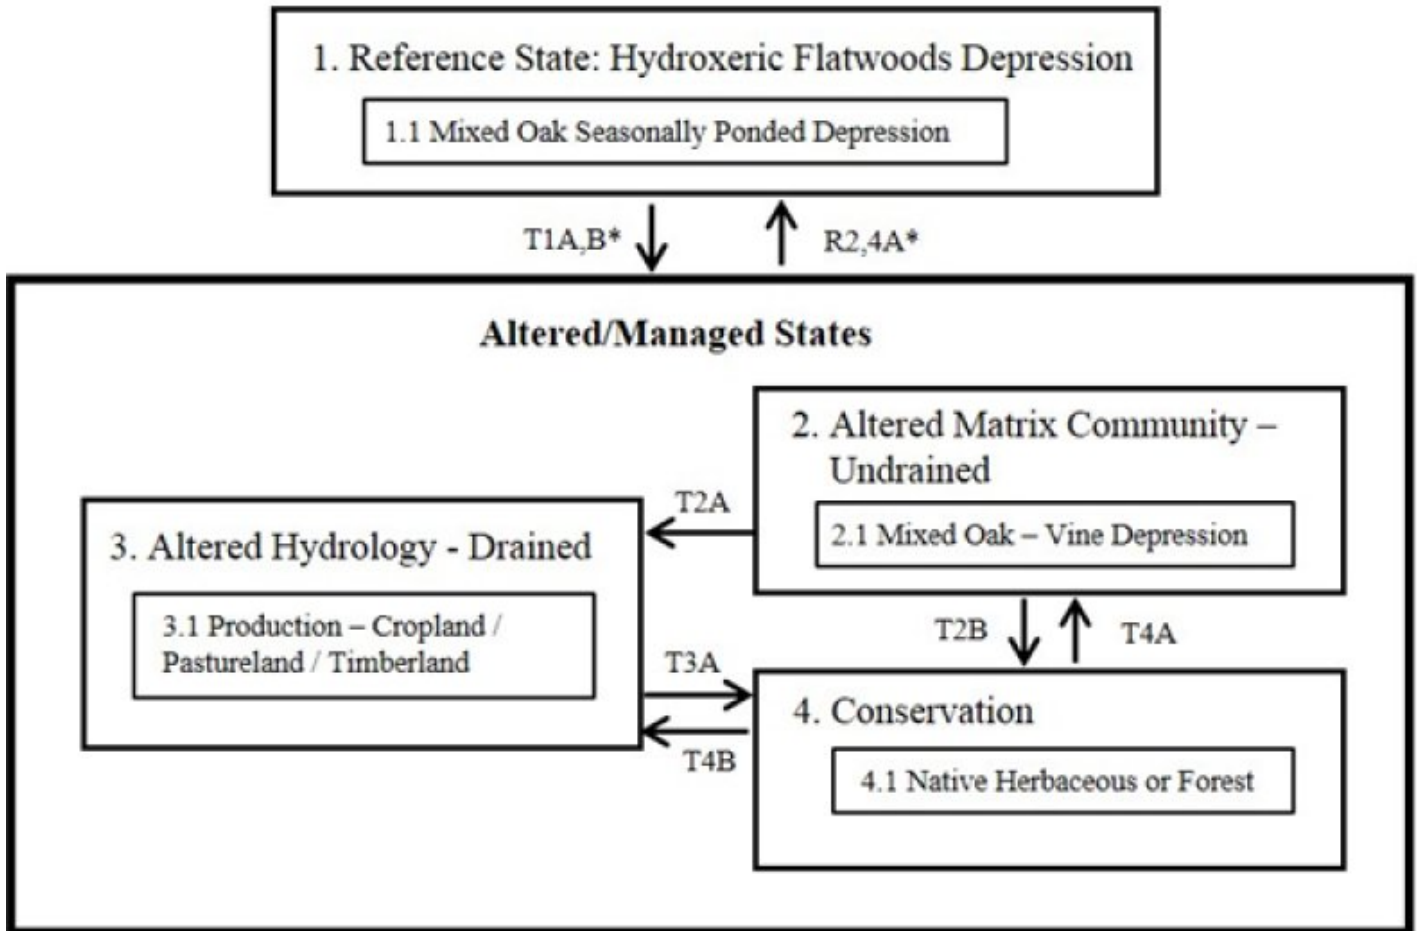 1. Reference State: Hydroxeric Flatwoods Depression
1.1 Mixed Oak Seasonally Ponded Depression
T1A,B*
R2,4A*
Altered/Managed States
2. Altered Matrix Community –
Undrained
2.1 Mixed Oak – Vine Depression
T2A
3. Altered Hydrology - Drained
3.1 Production – Cropland /
Pastureland / Timberland
T2B
T4A
T3A
T4B
4. Conservation
4.1 Native Herbaceous or Forest